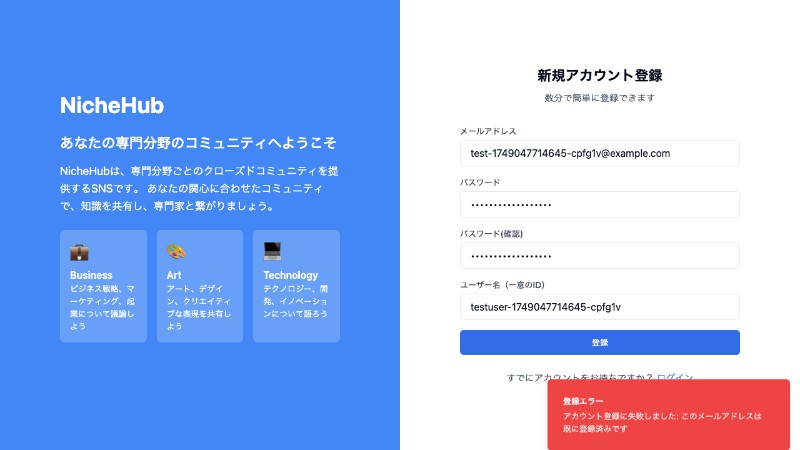 NicheHub
あなたの専門分野のコミュニティへようこそ
NicheHubは、専門分野ごとのクローズドコミュニティを提
供するSNSです。 あなたの関心に合わせたコミュニティ
で、知識を共有し、専門家と繋がりましょう。
Business
ビジネス戦略、マ
ーケティング、起
業について議論し
よう
Art
アート、デザイ
ン、クリエイティ
ブな表現を共有し
よう
Technology
テクノロジー、開
発、イノベーショ
ンについて語ろう
新規アカウント登録
数分で簡単に登録できます
メールアドレス
test-1749047714645-cpfg1v@example.com
パスワード
••••••••••••••••••
パスワード(確認)
••••••••••••••••••
ユーザー名（一意のID）
testuser-1749047714645-cpfg1v
登録
すでにアカウントをお持ちですか？ ログイン
登録エラー
アカウント登録に失敗しました: このメールアドレスは
既に登録済みです